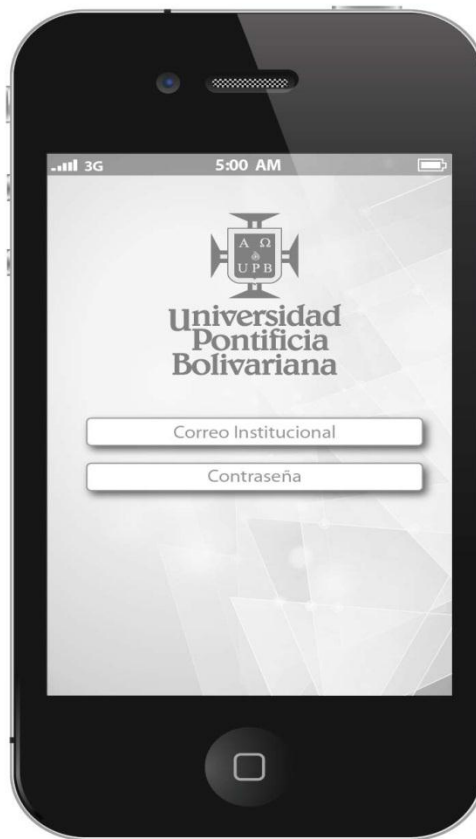 3G 5:00 AM
Α Ω
&
UPB
Universidad
Pontificia
Bolivariana
Correo Institucional
Contraseña